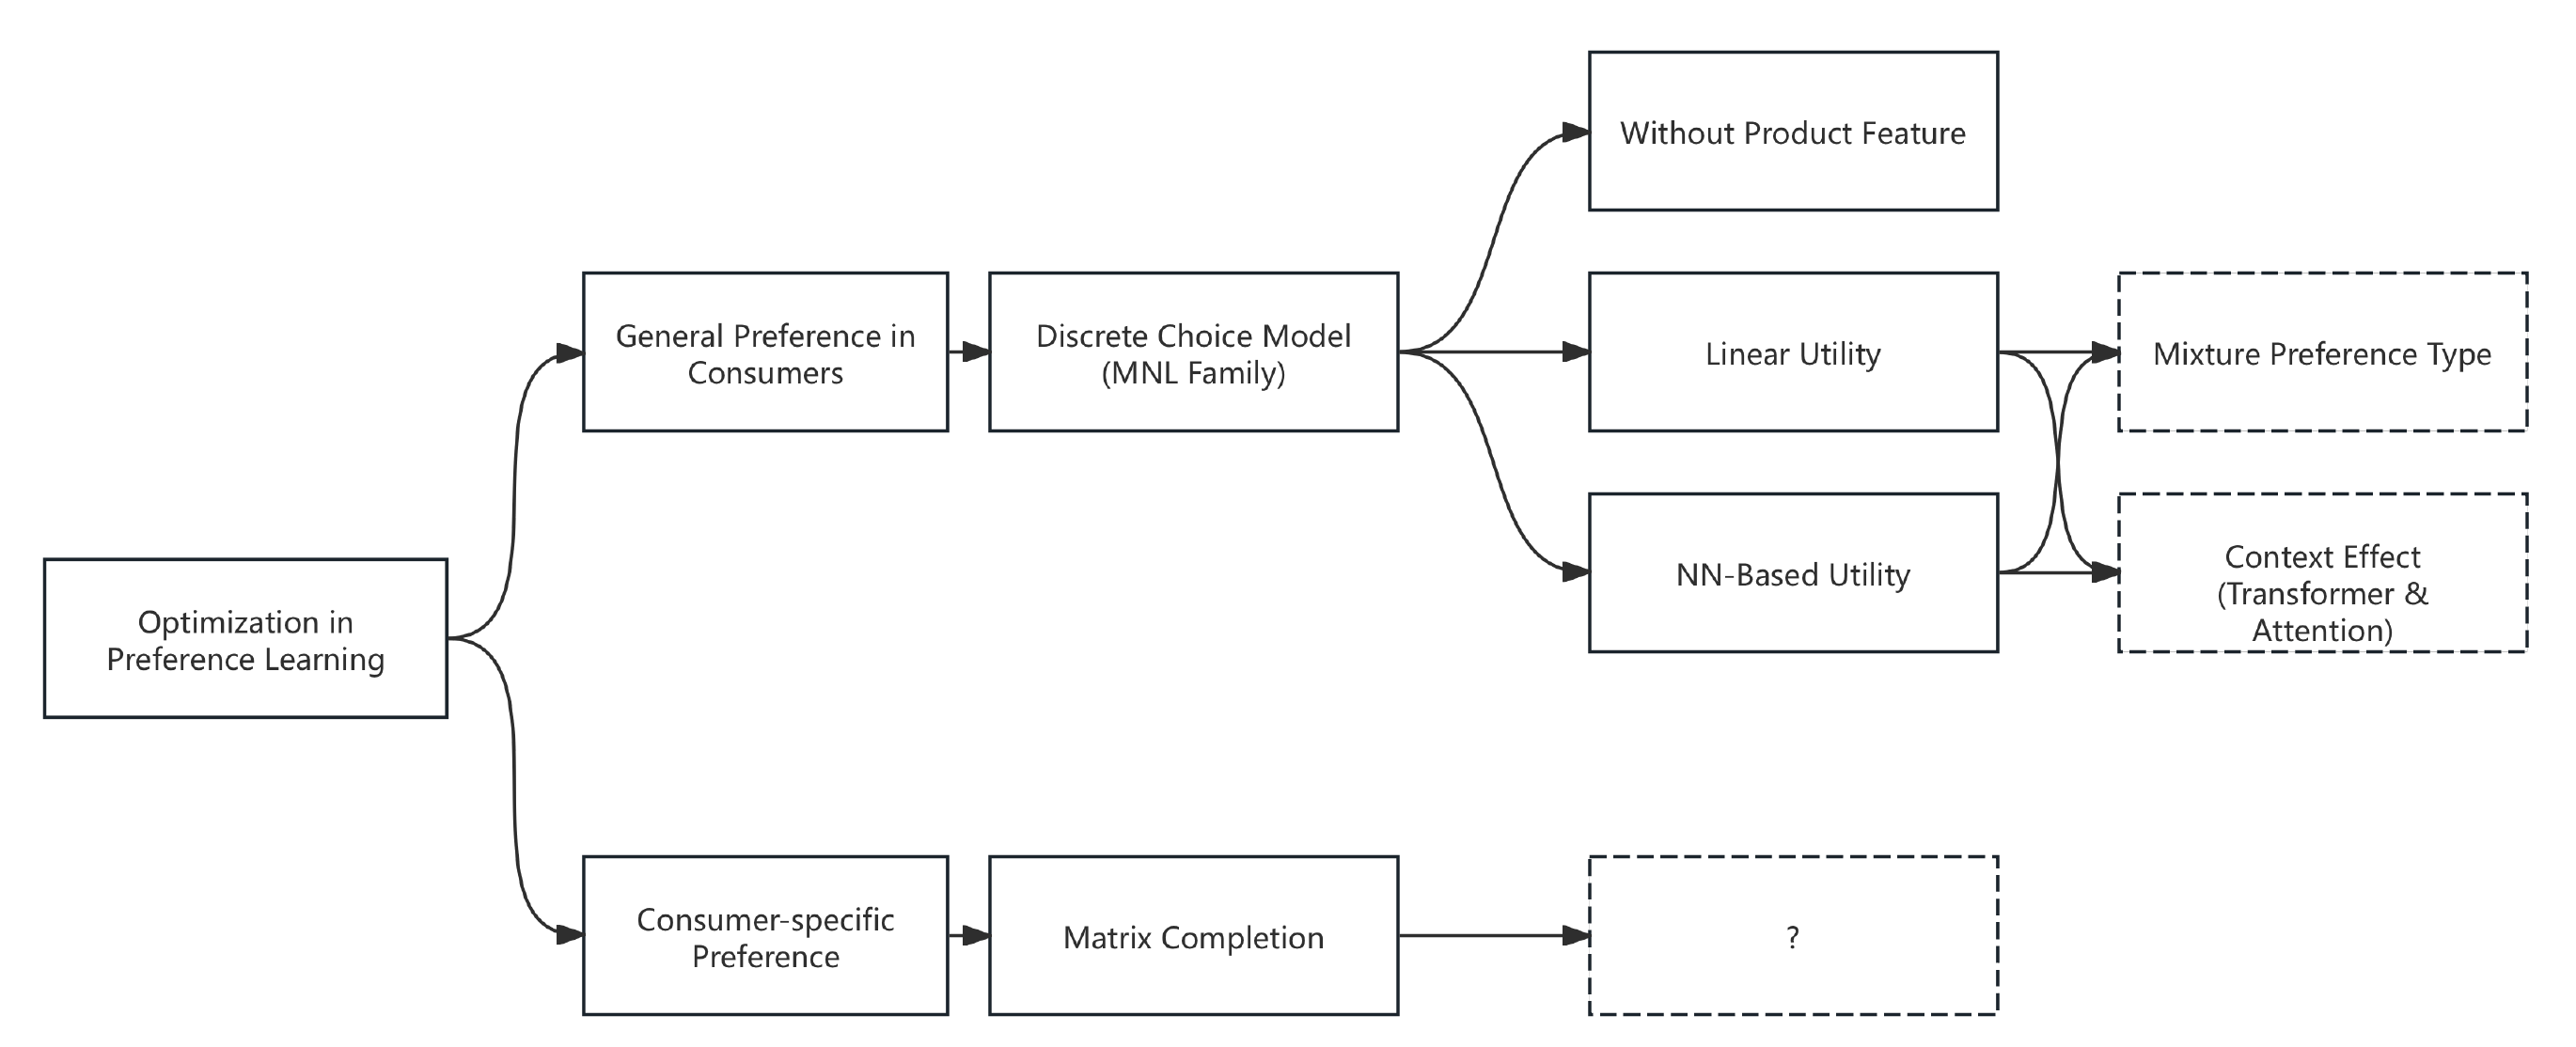 Without Product Feature
General Preference in
Consumers
Discrete Choice Model
(MNL Family)
Linear Utility
Mixture Preference Type
NN-Based Utility
Context Effect
(Transformer &
Attention)
Optimization in
Preference Learning
Consumer-specific
Preference
Matrix Completion
?